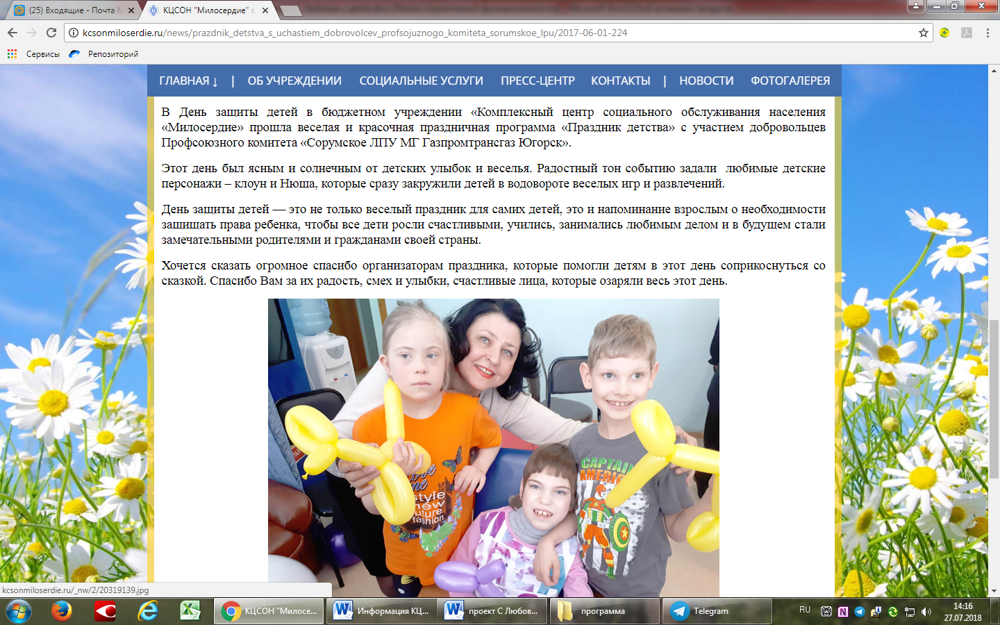 (25) Входящие - Почта
КЦСОН "Милосердие" г.
kcsonmiloserdie.ru/news/prazdnik_detstva_s_uchastiem_dobrovolcev_profsojuznogo_komiteta_sorumskoe_lpu/2017-06-01-224
Сервисы Репозиторий
ГЛАВНАЯ ↓ | ОБ УЧРЕЖДЕНИИ СОЦИАЛЬНЫЕ УСЛУГИ ПРЕСС-ЦЕНТР КОНТАКТЫ | НОВОСТИ ФОТОГАЛЕРЕЯ
В День защиты детей в бюджетном учреждении «Комплексный центр социального обслуживания населения
«Милосердие» прошла веселая и красочная праздничная программа «Праздник детства» с участием добровольцев
Профсоюзного комитета «Сорумское ЛПУ МГ Газпромтрансгаз Югорск».
Этот день был ясным и солнечным от детских улыбок и веселья. Радостный тон событию задали любимые детские
персонажи – клоун и Нюша, которые сразу закружили детей в водовороте веселых игр и развлечений.
День защиты детей — это не только веселый праздник для самих детей, это и напоминание взрослым о необходимости
защищать права ребенка, чтобы все дети росли счастливыми, учились, занимались любимым делом и в будущем стали
замечательными родителями и гражданами своей страны.
Хочется сказать огромное спасибо организаторам праздника, которые помогли детям в этот день соприкоснуться со
сказкой. Спасибо Вам за их радость, смех и улыбки, счастливые лица, которые озаряли весь этот день.
CAPTAIN
AMERICA
style
new
future
fashion
kcsonmiloserdie.ru/_nw/2/20319139.jpg
КЦСОН "Милосе...
Информация КЦ...
проект С Любов...
программа
Telegram
RU
14:16
27.07.2018